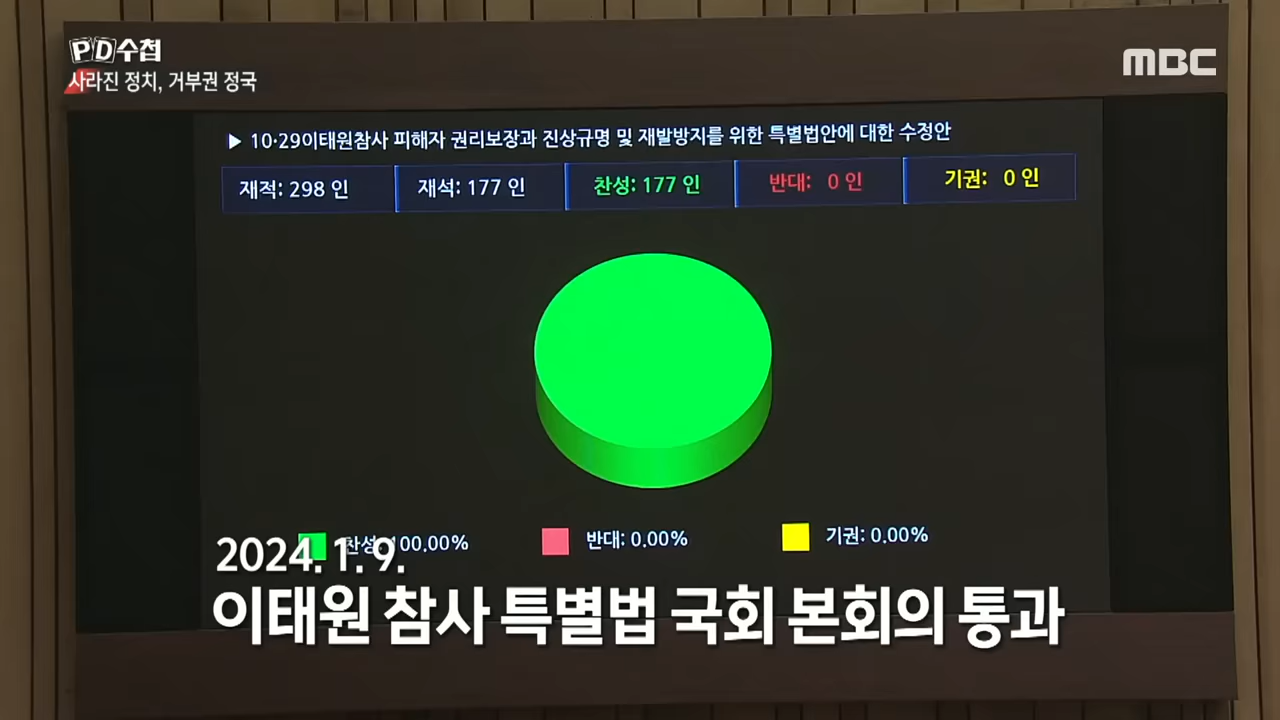 PD수첩
사라진 정치, 거부권 정국
MBC
▶ 10·29이태원참사 피해자 권리보장과 진상규명 및 재발방지를 위한 특별법안에 대한 수정안
재적: 298 인 재석: 177 인 찬성: 177 인 반대: 0 인 기권: 0 인
찬성: 100.00% 반대: 0.00% 기권: 0.00%
2024. 1. 9.
이태원 참사 특별법 국회 본회의 통과